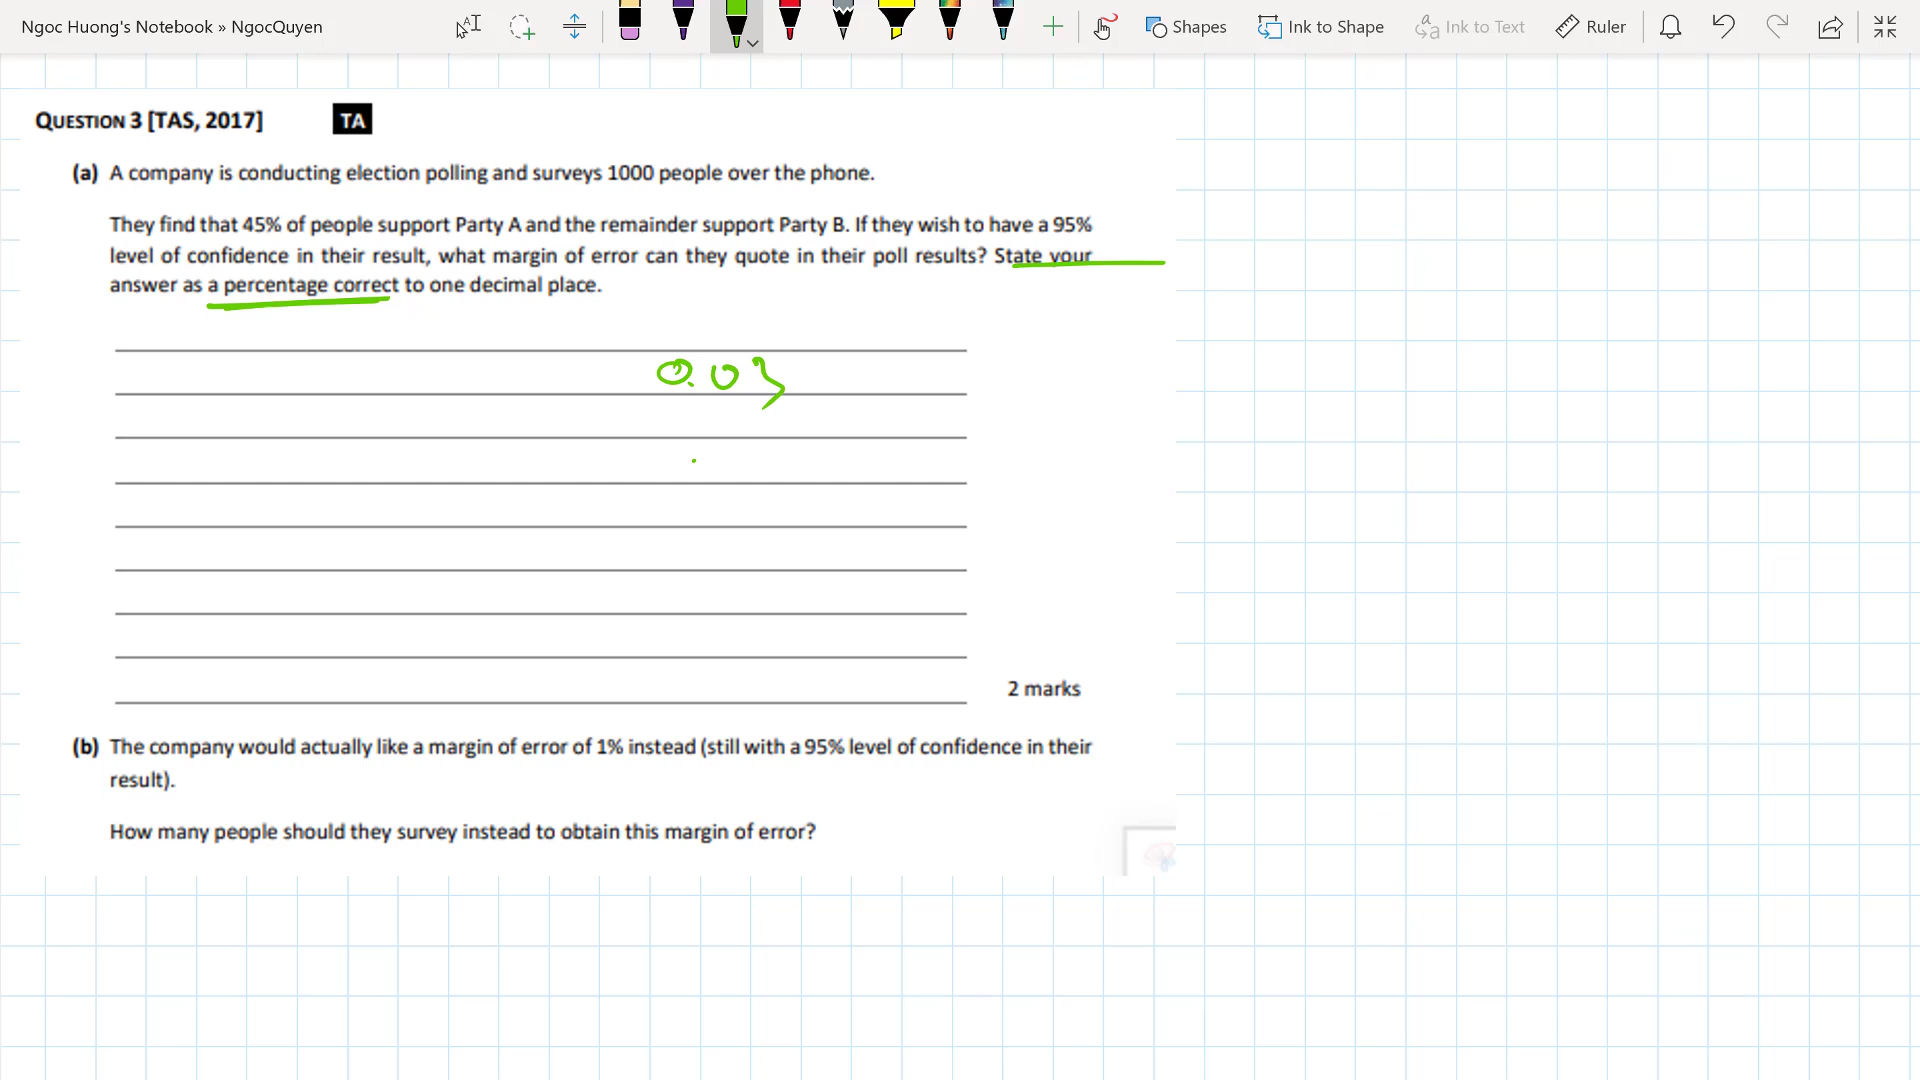 Ngoc Huong's Notebook » NgocQuyen
Shapes
Ink to Shape
Ink to Text
Ruler
QUESTION 3 [TAS, 2017] TA
(a) A company is conducting election polling and surveys 1000 people over the phone.
They find that 45% of people support Party A and the remainder support Party B. If they wish to have a 95%
level of confidence in their result, what margin of error can they quote in their poll results? State your
answer as a percentage correct to one decimal place.
0.03
2 marks
(b) The company would actually like a margin of error of 1% instead (still with a 95% level of confidence in their
result).
How many people should they survey instead to obtain this margin of error?